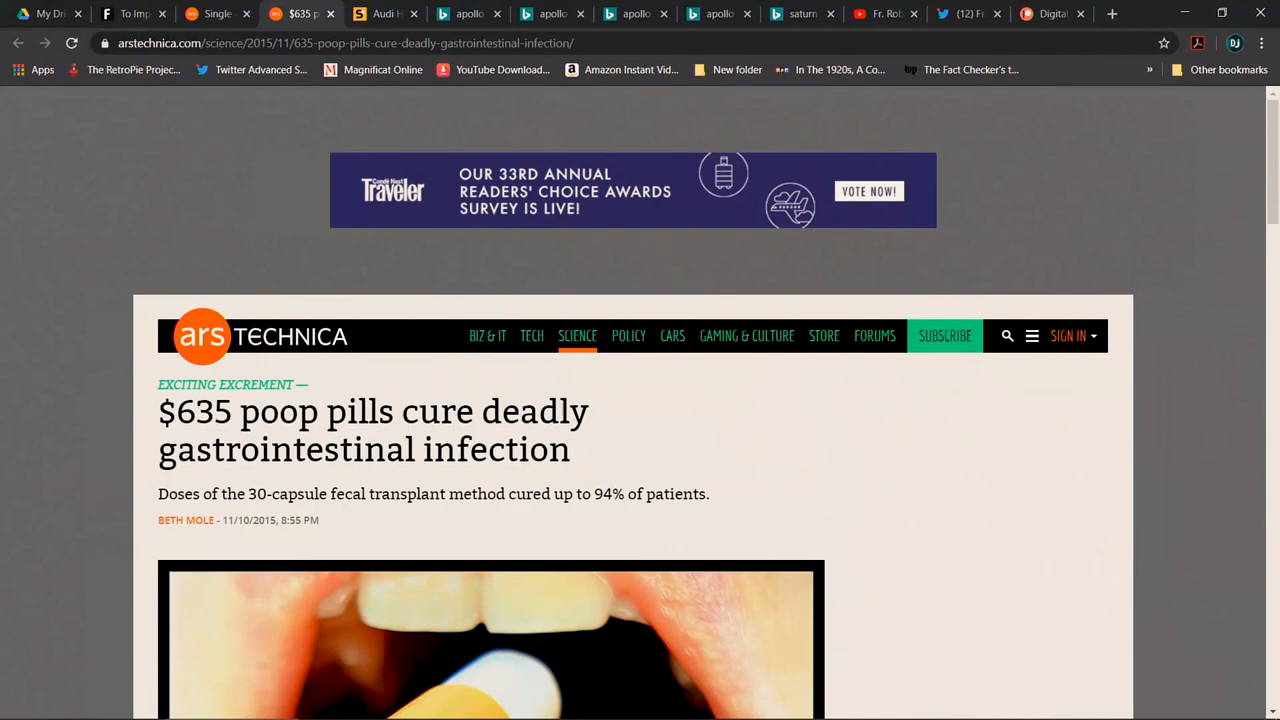 My Dri
To Imp
Single
$635 p
Audi H
apollo
apollo
apollo
apollo
saturn
Fr. Rob
(12) Fr
Digital
arstechnica.com/science/2015/11/635-poop-pills-cure-deadly-gastrointestinal-infection/
DJ
Apps
The RetroPie Projec...
Twitter Advanced S...
Magnificat Online
YouTube Download...
Amazon Instant Vid...
New folder
In The 1920s, A Co...
The Fact Checker's t...
»
Other bookmarks
Condé Nast
Traveler
OUR 33RD ANNUAL
READERS' CHOICE AWARDS
SURVEY IS LIVE!
VOTE NOW!
ars TECHNICA
BIZ & IT TECH SCIENCE POLICY CARS GAMING & CULTURE STORE FORUMS SUBSCRIBE SIGN IN
EXCITING EXCREMENT —
$635 poop pills cure deadly
gastrointestinal infection
Doses of the 30-capsule fecal transplant method cured up to 94% of patients.
BETH MOLE - 11/10/2015, 8:55 PM